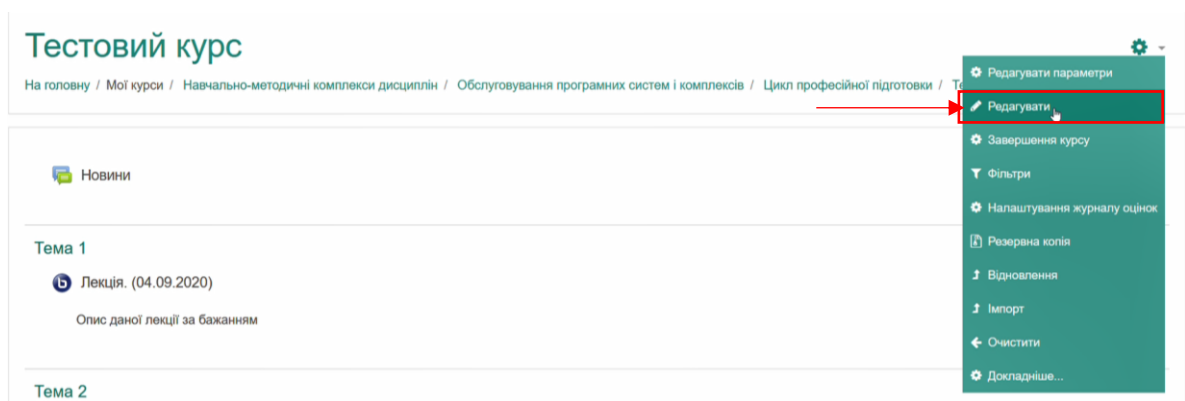 Тестовий курс
На головну / Мої курси / Навчально-методичні комплекси дисциплін / Обслуговування програмних систем і комплексів / Цикл професійної підготовки /
Редагувати параметри
Редагувати
Завершення курсу
Фільтри
Налаштування журналу оцінок
Резервна копія
Відновлення
Імпорт
Очистити
Докладніше...
Новини
Тема 1
Лекція. (04.09.2020)
Опис даної лекції за бажанням
Тема 2